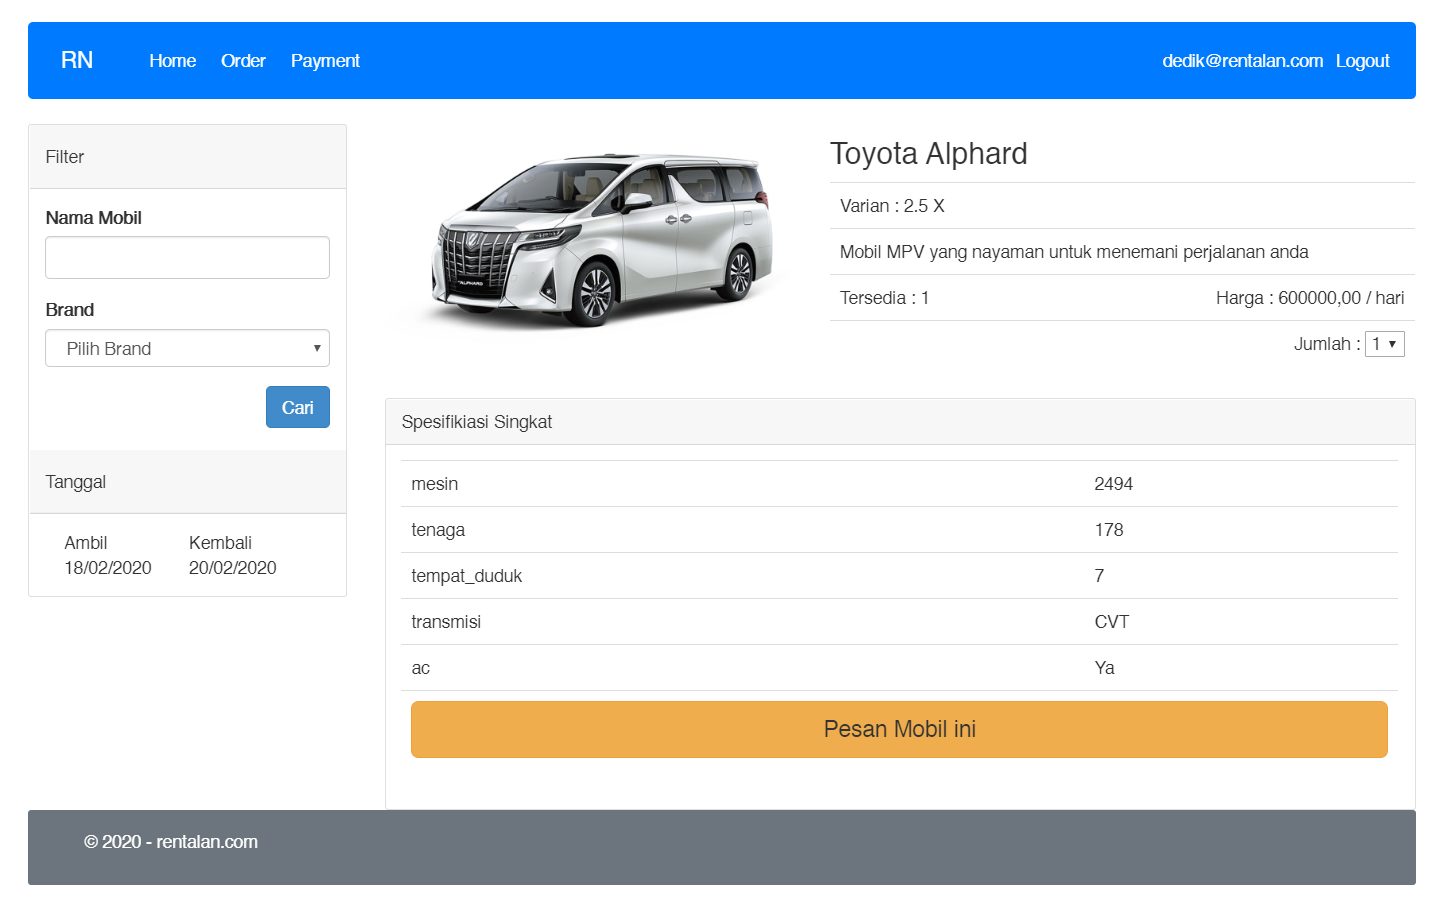 RN Home Order Payment dedik@rentalan.com Logout
Filter
Nama Mobil
Brand
Pilih Brand
Cari
Tanggal
Ambil Kembali
18/02/2020 20/02/2020
ALPHARD
Toyota Alphard
Varian : 2.5 X
Mobil MPV yang nayaman untuk menemani perjalanan anda
Tersedia : 1 Harga : 600000,00 / hari
Jumlah : 1
Spesifikiasi Singkat
mesin 2494
tenaga 178
tempat_duduk 7
transmisi CVT
ac Ya
Pesan Mobil ini
© 2020 - rentalan.com